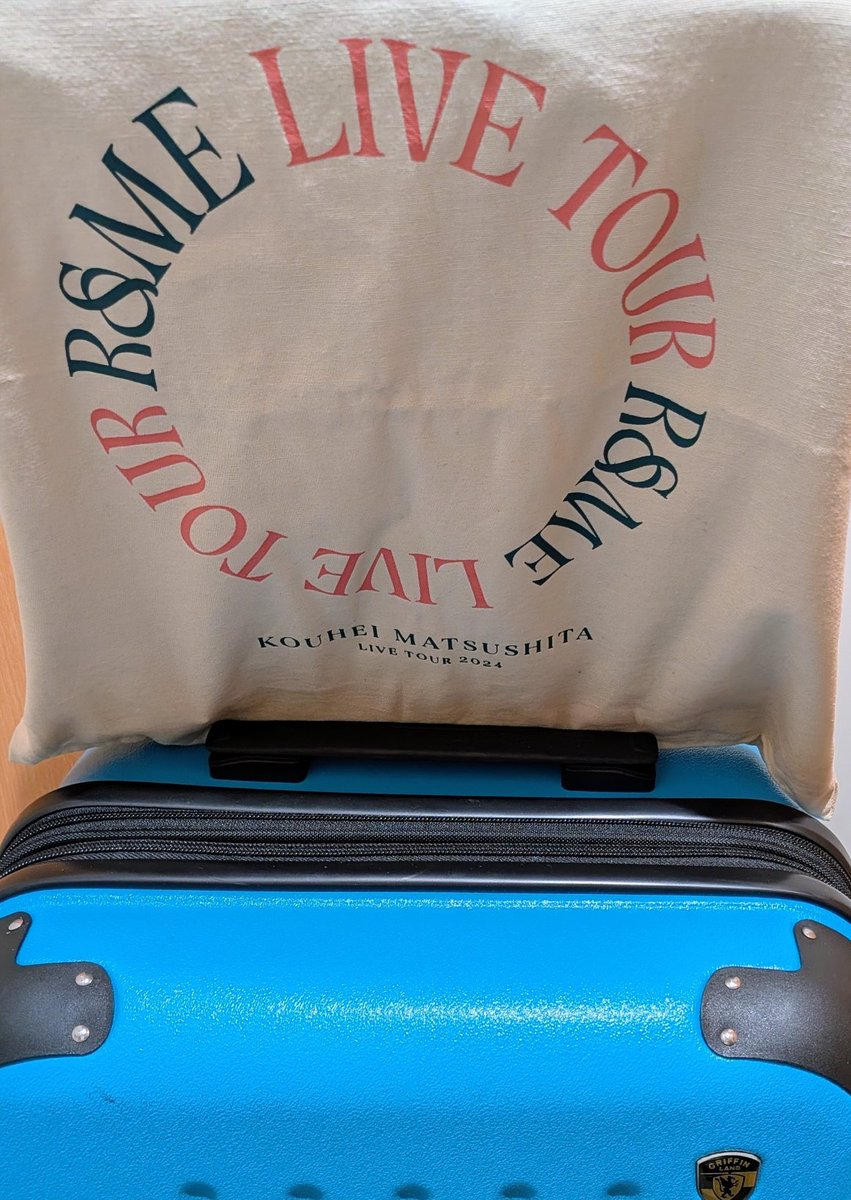 R&ME LIVE TOUR R&ME LIVE TOUR
KOUHEI MATSUSHITA
LIVE TOUR 2024
GRIFFIN
LAND